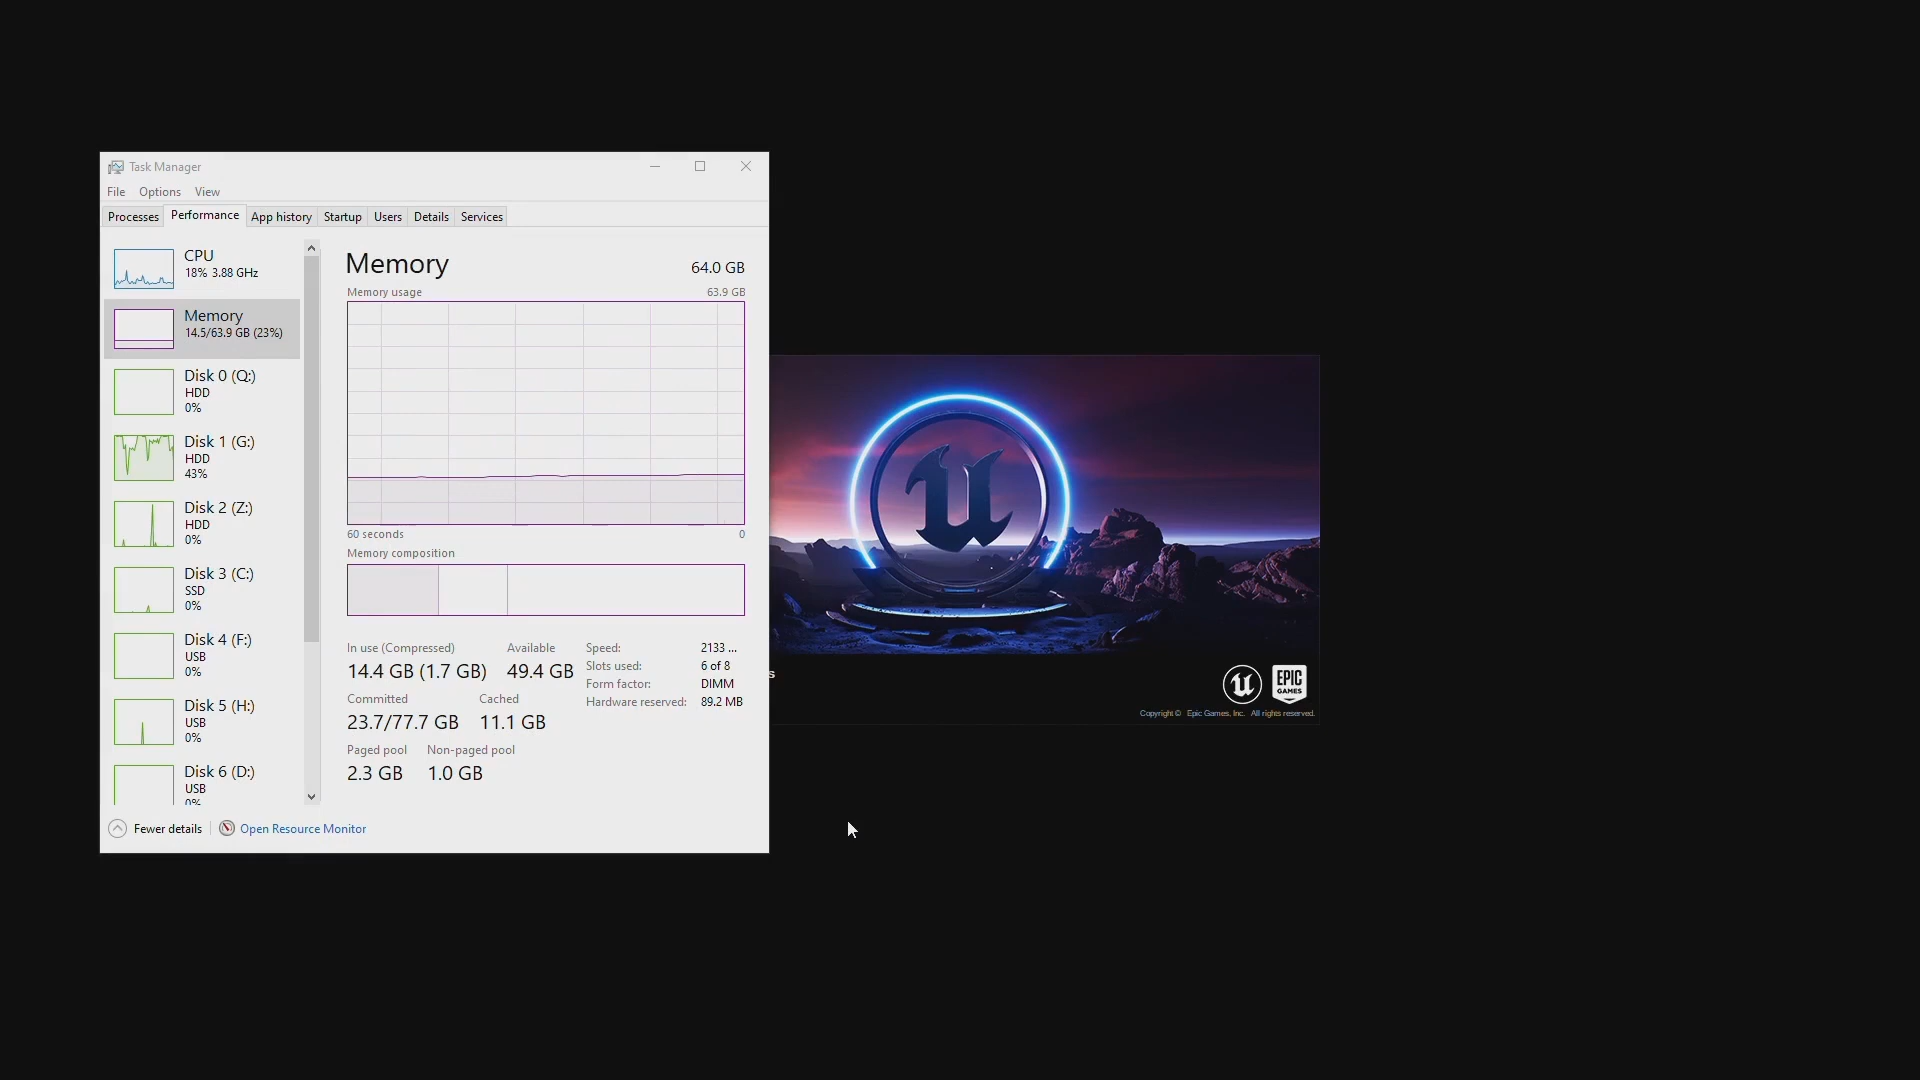 Task Manager
File Options View
Processes Performance App history Startup Users Details Services
CPU
18% 3.88 GHz
Memory
14.5/63.9 GB (23%)
Disk 0 (Q:)
HDD
0%
Disk 1 (G:)
HDD
43%
Disk 2 (Z:)
HDD
0%
Disk 3 (C:)
SSD
0%
Disk 4 (F:)
USB
0%
Disk 5 (H:)
USB
0%
Disk 6 (D:)
USB
0%
Memory 64.0 GB
Memory usage 63.9 GB
60 seconds 0
Memory composition
In use (Compressed) Available
14.4 GB (1.7 GB) 49.4 GB
Committed Cached
23.7/77.7 GB 11.1 GB
Paged pool Non-paged pool
2.3 GB 1.0 GB
Speed: 2133 ...
Slots used: 6 of 8
Form factor: DIMM
Hardware reserved: 89.2 MB
Fewer details Open Resource Monitor
s
EPIC
GAMES
Copyright © Epic Games, Inc. All rights reserved.